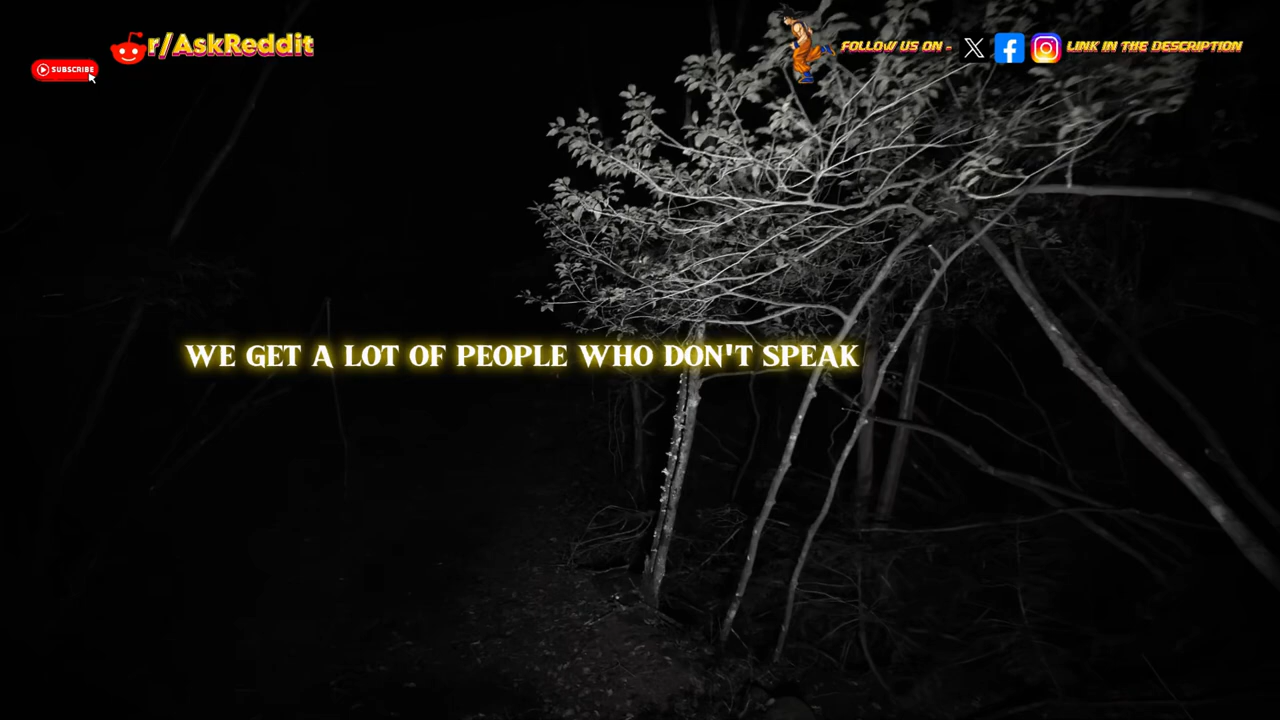 r/AskReddit
SUBSCRIBE
FOLLOW US ON -
LINK IN THE DESCRIPTION
WE GET A LOT OF PEOPLE WHO DON'T SPEAK